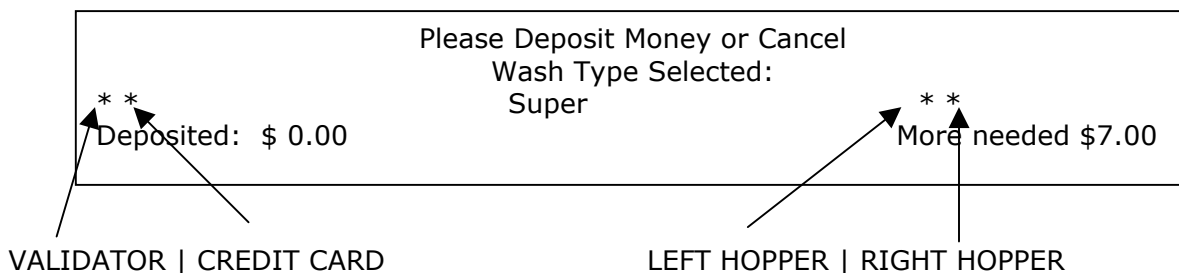 Please Deposit Money or Cancel
Wash Type Selected:
* * Super * *
Deposited: $ 0.00 More needed $7.00
VALIDATOR | CREDIT CARD LEFT HOPPER | RIGHT HOPPER